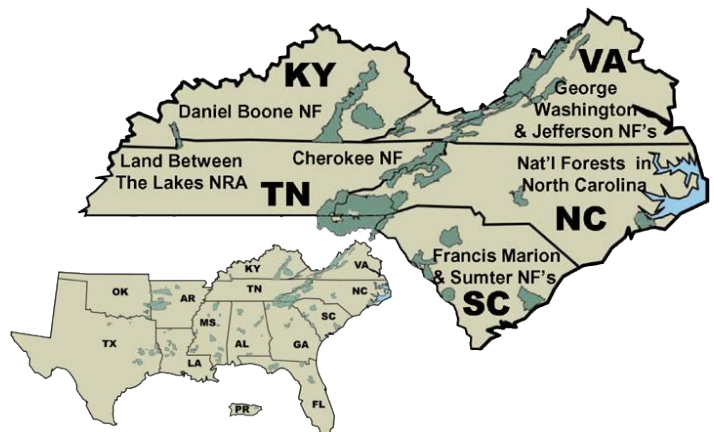 KY
Daniel Boone NF
VA
George
Washington
& Jefferson NF's
Land Between
The Lakes NRA
Cherokee NF
TN
Nat'l Forests in
North Carolina
NC
Francis Marion
& Sumter NF's
SC
KY
VA
OK
AR
TN
NC
MS
SC
TX
AL
GA
LA
FL
PR